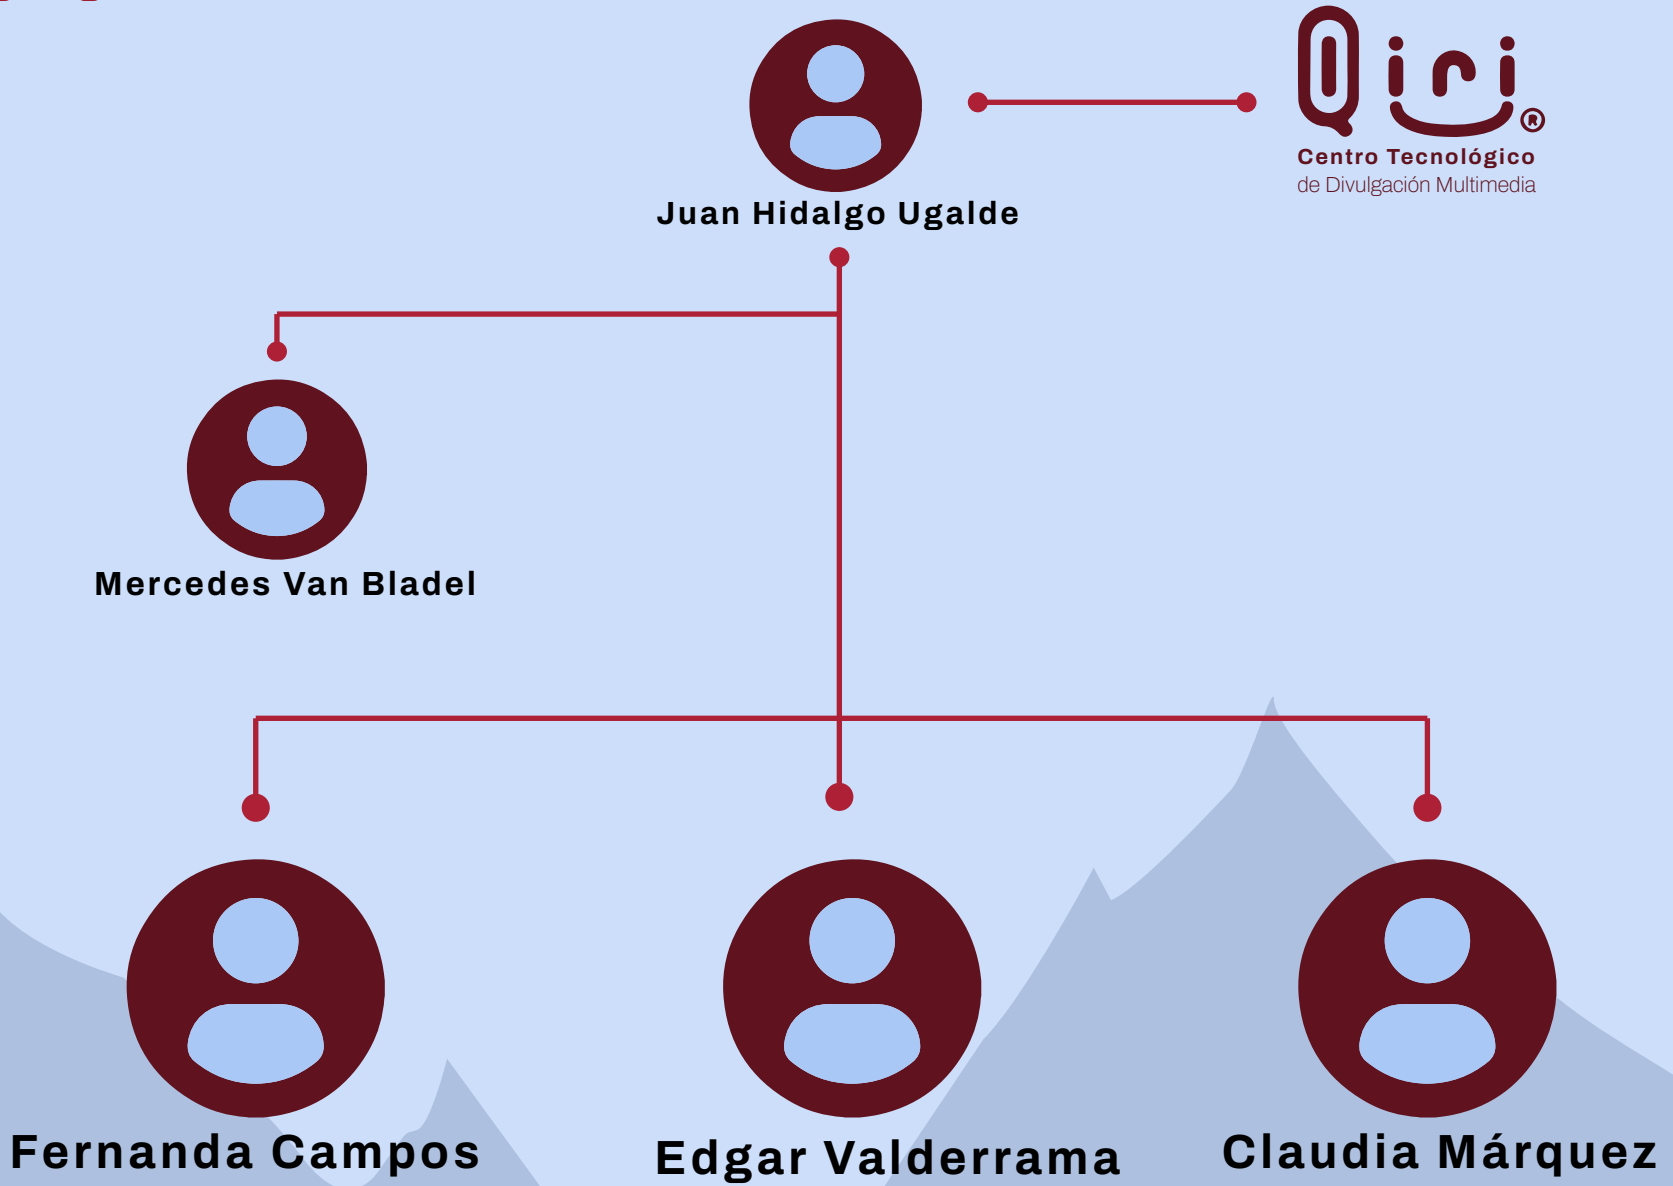 Qiri®
Centro Tecnológico
de Divulgación Multimedia
Juan Hidalgo Ugalde
Mercedes Van Bladel
Fernanda Campos
Edgar Valderrama
Claudia Márquez